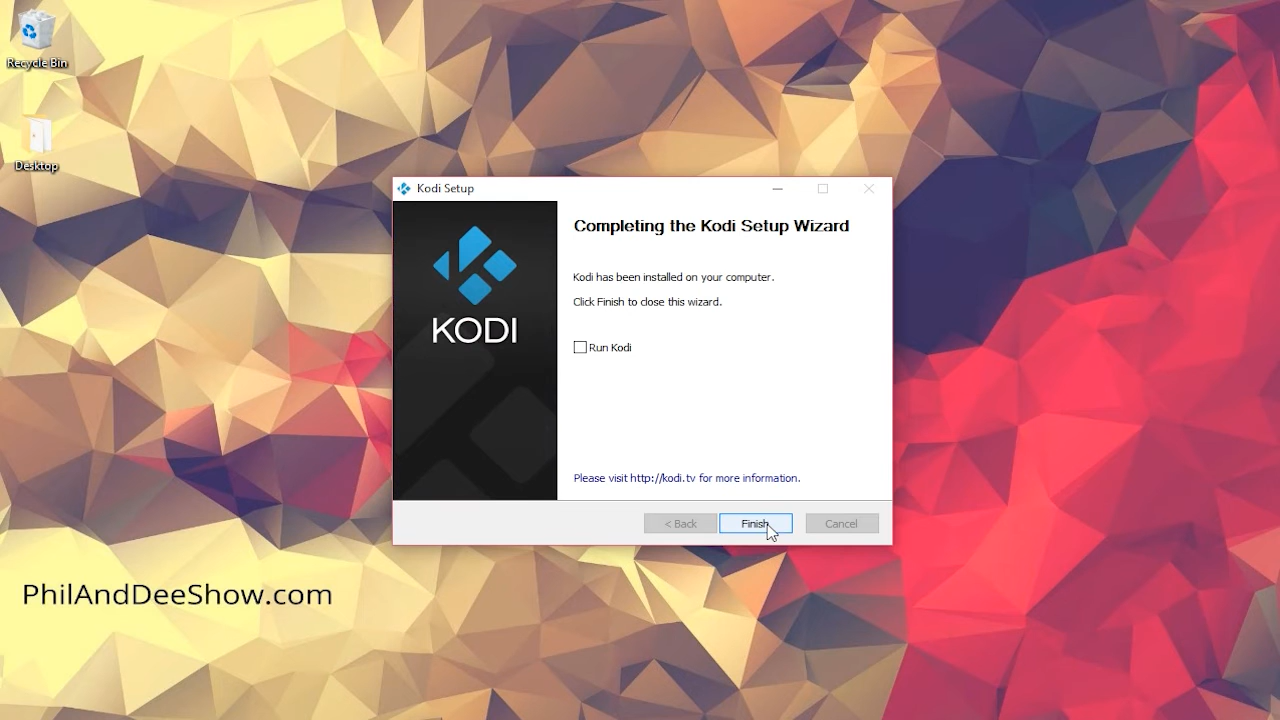 Recycle Bin
Desktop
Kodi Setup
KODI
Completing the Kodi Setup Wizard
Kodi has been installed on your computer.
Click Finish to close this wizard.
Run Kodi
Please visit http://kodi.tv for more information.
< Back
Finish
Cancel
PhilAndDeeShow.com